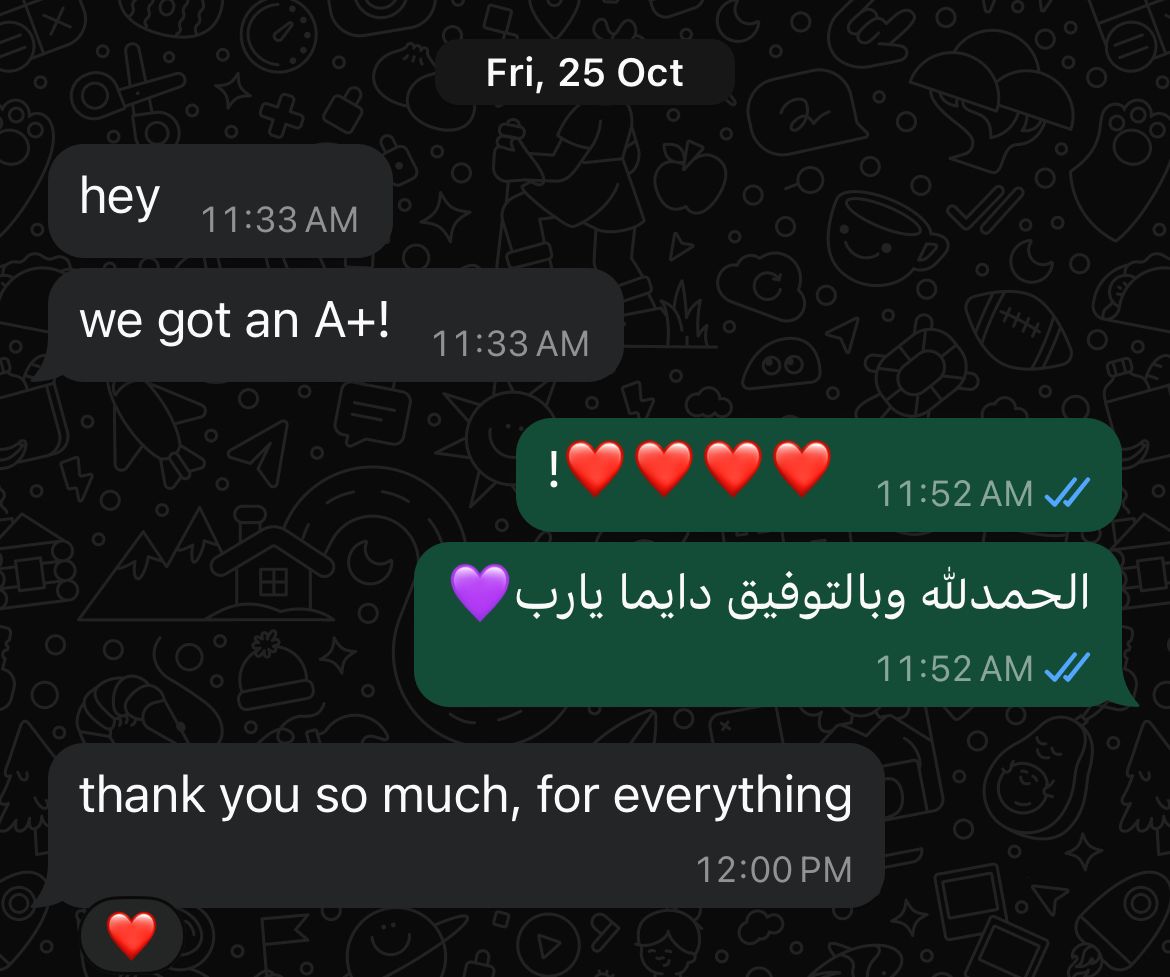 Fri, 25 Oct
hey
11:33 AM
we got an A+!
11:33 AM
!❤️❤️❤️❤️
11:52 AM
الحمدلله وبالتوفيق دايما يارب💜
11:52 AM
thank you so much, for everything
12:00 PM
❤️